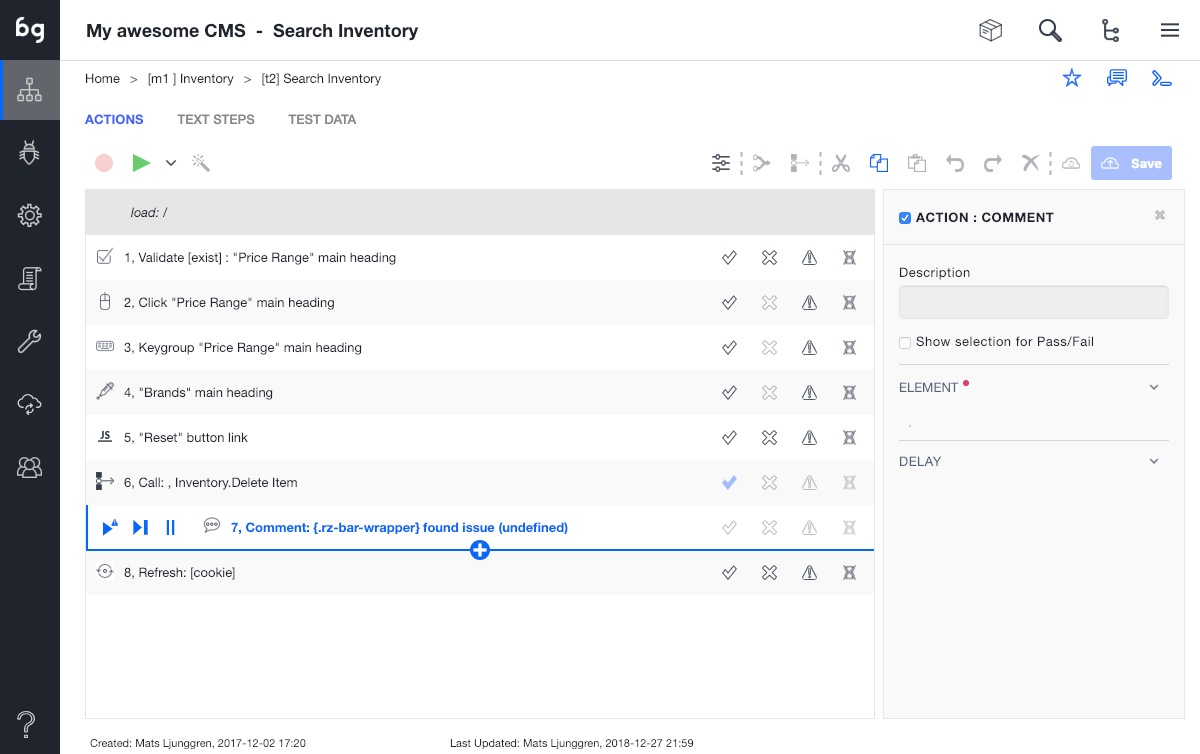 bg
My awesome CMS - Search Inventory
Home > [m1 ] Inventory > [t2] Search Inventory
ACTIONS TEXT STEPS TEST DATA
Save
load: /
1, Validate [exist] : "Price Range" main heading
2, Click "Price Range" main heading
3, Keygroup "Price Range" main heading
4, "Brands" main heading
JS 5, "Reset" button link
6, Call: , Inventory.Delete Item
7, Comment: {.rz-bar-wrapper} found issue (undefined)
8, Refresh: [cookie]
ACTION : COMMENT
Description
Show selection for Pass/Fail
ELEMENT
.
DELAY
Created: Mats Ljunggren, 2017-12-02 17:20
Last Updated: Mats Ljunggren, 2018-12-27 21:59